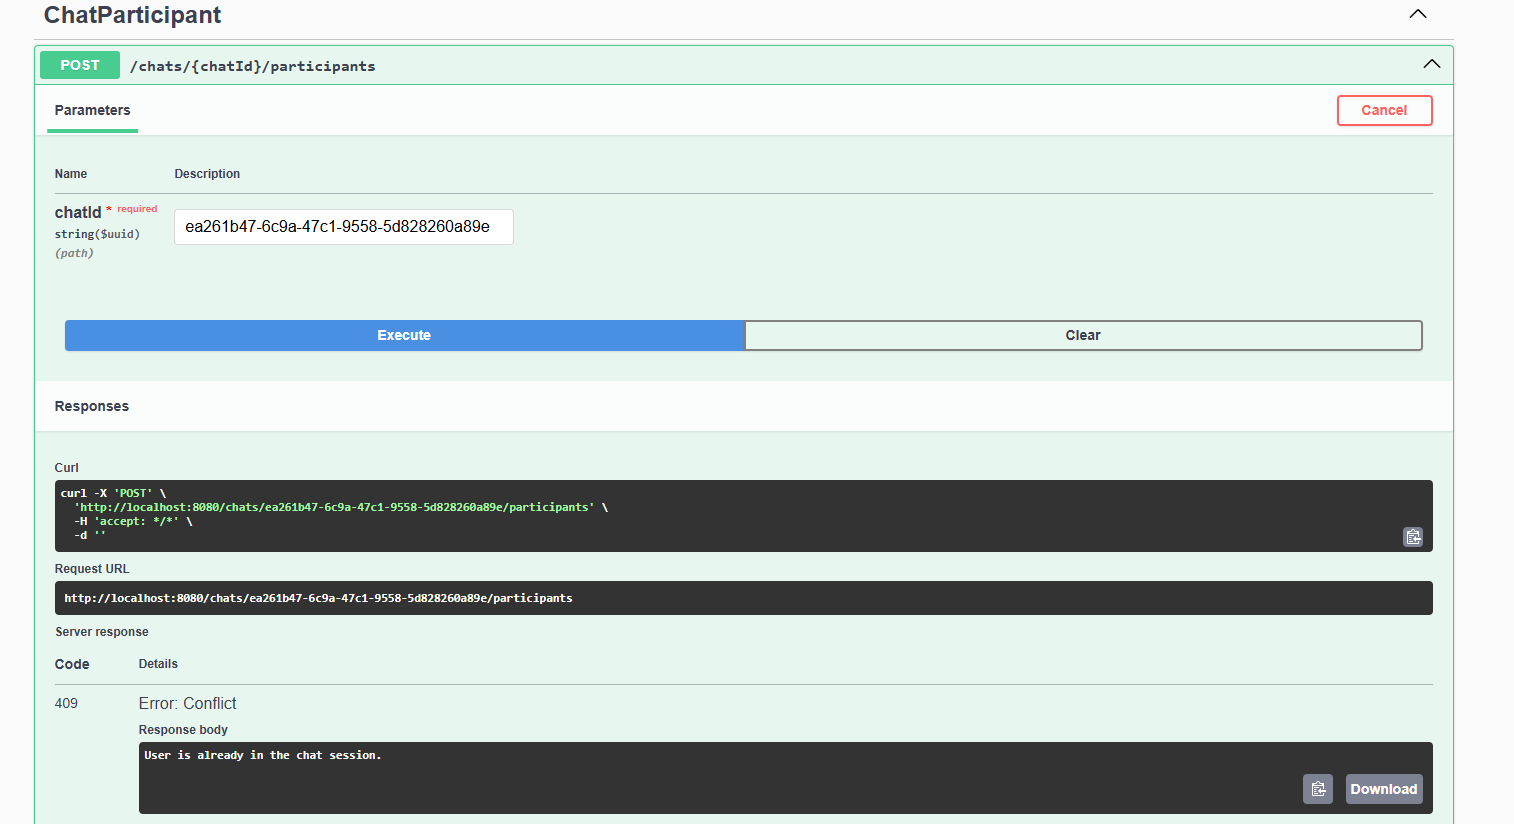 ChatParticipant
POST /chats/{chatId}/participants
Parameters
Cancel
Name Description
chatId * required
string($uuid)
(path)
ea261b47-6c9a-47c1-9558-5d828260a89e
Execute Clear
Responses
Curl
curl -X 'POST' \
'http://localhost:8080/chats/ea261b47-6c9a-47c1-9558-5d828260a89e/participants' \
-H 'accept: */*' \
-d ''
Request URL
http://localhost:8080/chats/ea261b47-6c9a-47c1-9558-5d828260a89e/participants
Server response
Code Details
409 Error: Conflict
Response body
User is already in the chat session.
Download